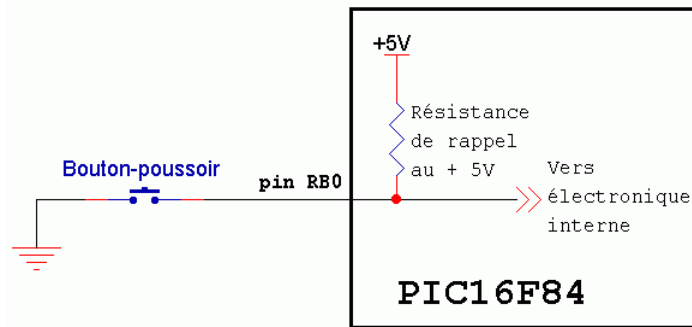 +5V
Résistance
de rappel
au + 5V
Bouton-poussoir
pin RB0
Vers
électronique
interne
PIC16F84